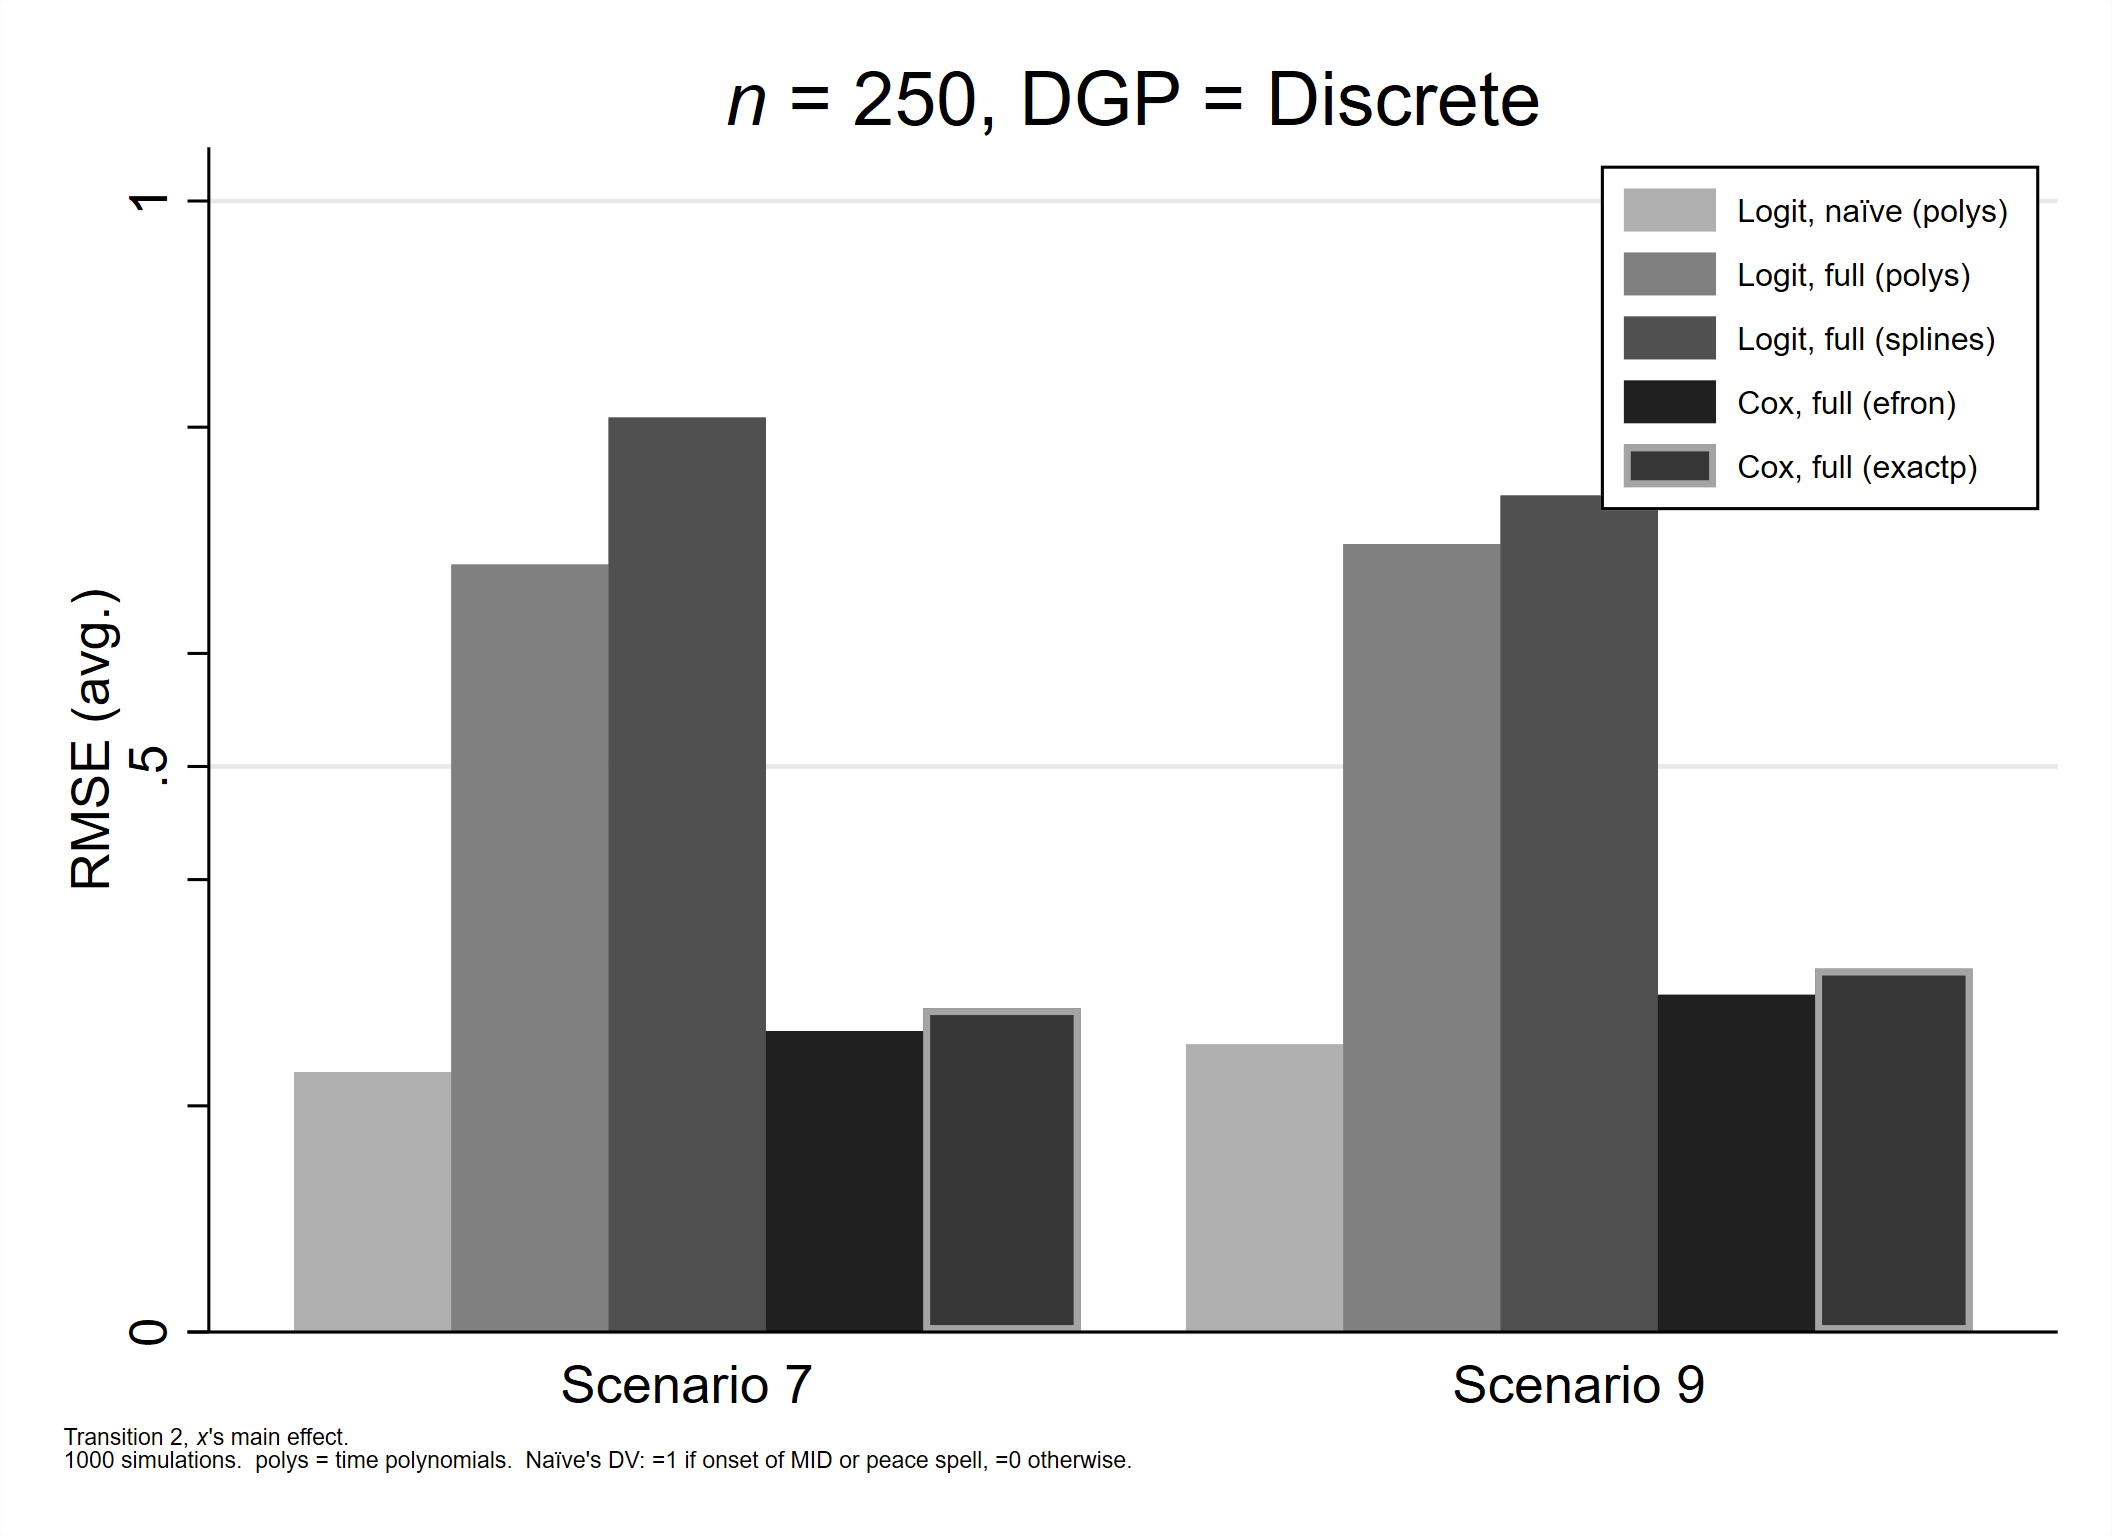 n = 250, DGP = Discrete
1
.5
0
RMSE (avg.)
Logit, naïve (polys)
Logit, full (polys)
Logit, full (splines)
Cox, full (efron)
Cox, full (exactp)
Scenario 7
Scenario 9
Transition 2, x's main effect.
1000 simulations.  polys = time polynomials.  Naïve's DV: =1 if onset of MID or peace spell, =0 otherwise.